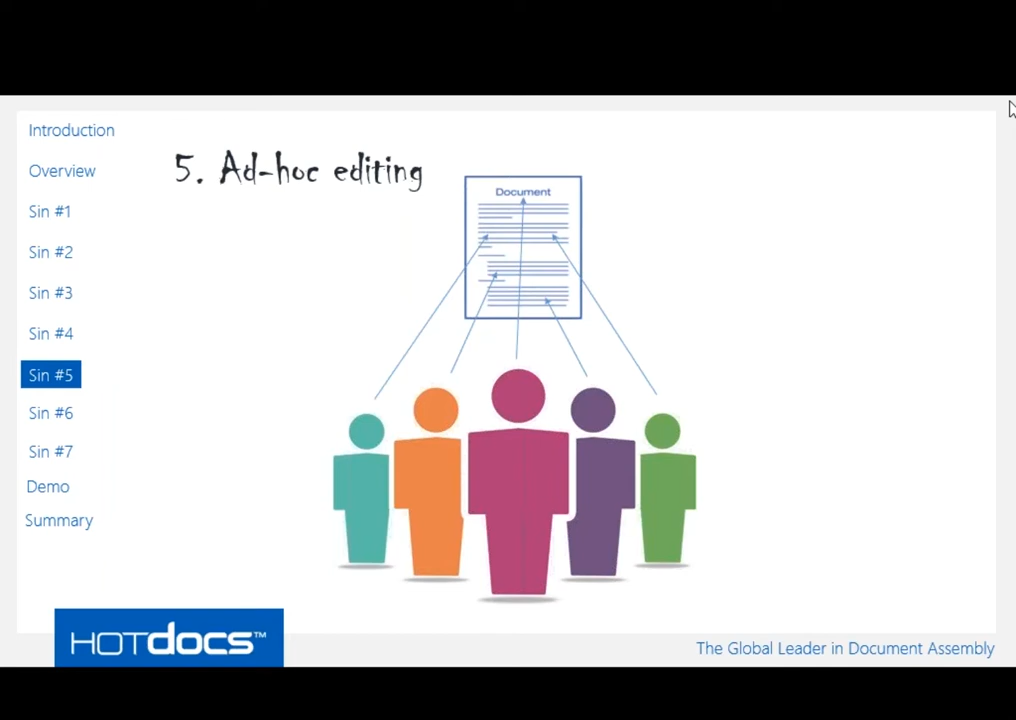 Introduction
Overview
Sin #1
Sin #2
Sin #3
Sin #4
Sin #5
Sin #6
Sin #7
Demo
Summary
5. Ad-hoc editing
Document
HOTDOCS™
The Global Leader in Document Assembly